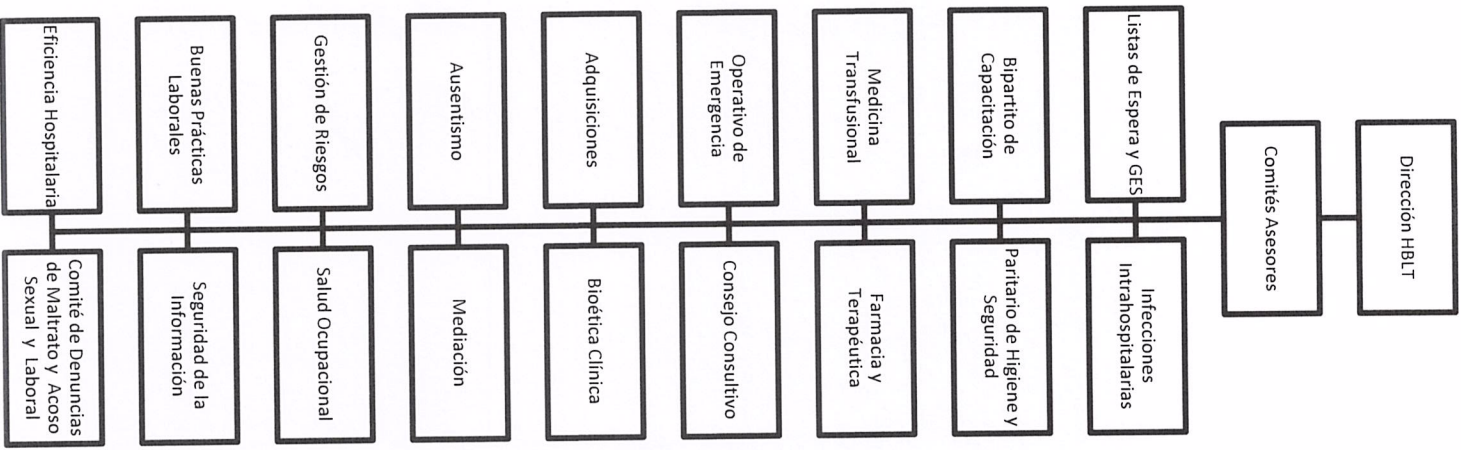 Dirección HBLT
Comités Asesores
Listas de Espera y GES
Infecciones
Intrahospitalarias
Bipartito de
Capacitación
Paritario de Higiene y
Seguridad
Medicina
Transfusional
Farmacia y
Terapéutica
Operativo de
Emergencia
Consejo Consultivo
Adquisiciones
Bioética Clínica
Ausentismo
Mediación
Gestión de Riesgos
Salud Ocupacional
Buenas Prácticas
Laborales
Seguridad de la
Información
Eficiencia Hospitalaria
Comité de Denuncias
de Maltrato y Acoso
Sexual y Laboral